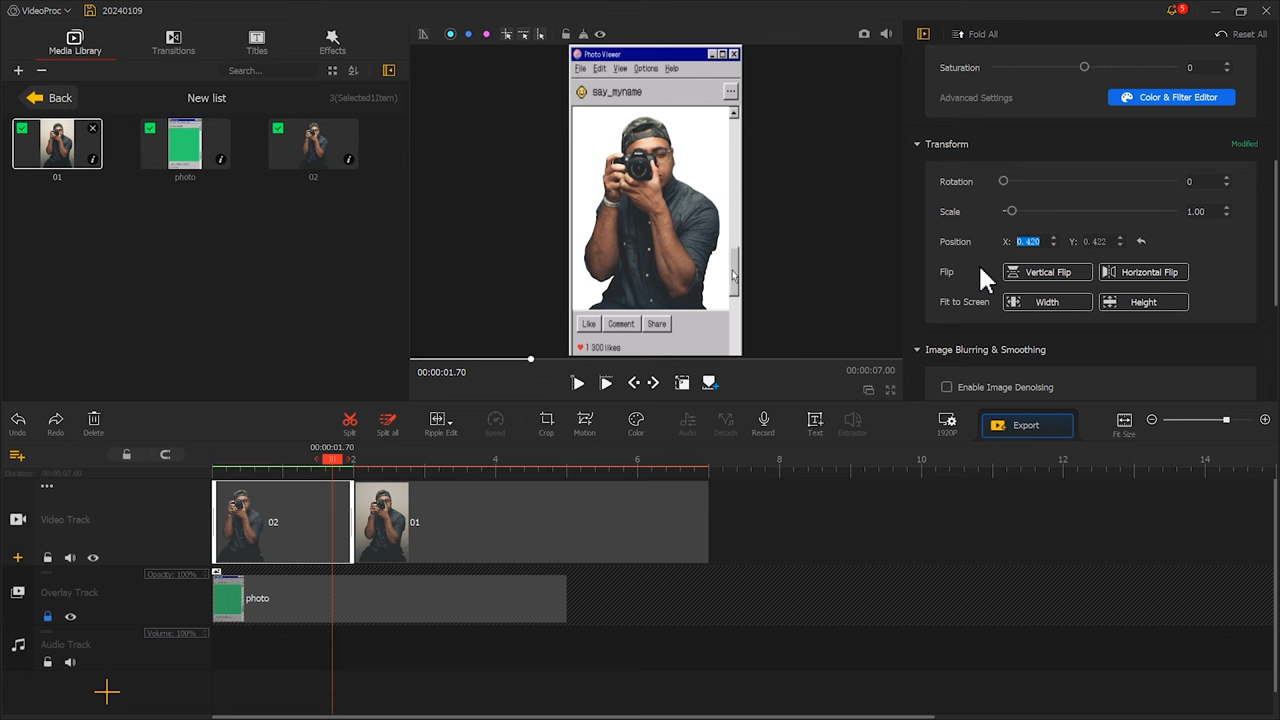 VideoProc
20240109
5
Media Library
Transitions
Titles
Effects
Search...
Back
New list
3(Selected1Item)
01
photo
02
Photo Viewer
File Edit View Options Help
say_myname
Like
Comment
Share
1 300 likes
00:00:01.70
00:00:07.00
Fold All
Reset All
Saturation
0
Advanced Settings
Color & Filter Editor
Transform
Modified
Rotation
0
Scale
1.00
Position
X: 0.420
Y: 0.422
Flip
Vertical Flip
Horizontal Flip
Fit to Screen
Width
Height
Image Blurring & Smoothing
Enable Image Denoising
Undo
Redo
Delete
Split
Split all
Ripple Edit
Speed
Crop
Motion
Color
Audio
Detach
Record
Text
Extractor
1920P
Export
Fit Size
00:00:01.70
Duration: 00:00:07.00
2
4
6
8
10
12
14
Video Track
02
01
Opacity: 100%
Overlay Track
photo
Volume: 100%
Audio Track